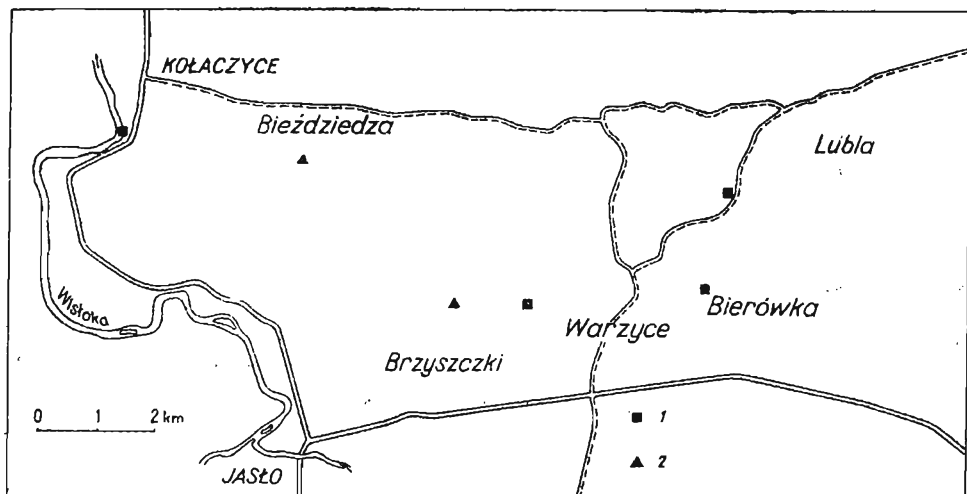 KOŁACZYCE
Bieździedza
Lubla
Wisłoka
Bierówka
Warzyce
Brzyszczki
0 1 2 km
1
2
JASŁO